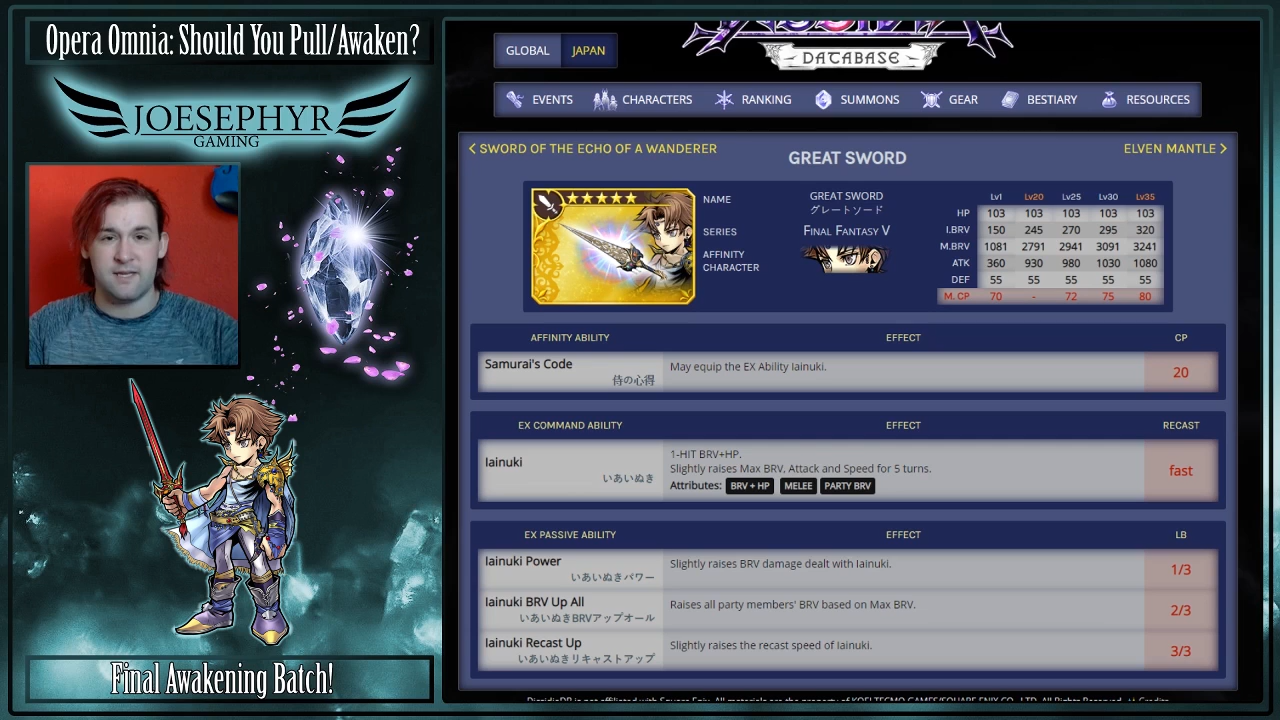 Opera Omnia: Should You Pull/Awaken?
JOESEPHYR
GAMING
Final Awakening Batch!
GLOBAL JAPAN
DATABASE
EVENTS CHARACTERS RANKING SUMMONS GEAR BESTIARY RESOURCES
< SWORD OF THE ECHO OF A WANDERER
GREAT SWORD
ELVEN MANTLE >
NAME GREAT SWORD
グレートソード
SERIES FINAL FANTASY V
AFFINITY
CHARACTER
Lv1 Lv20 Lv25 Lv30 Lv35
HP 103 103 103 103 103
I.BRV 150 245 270 295 320
M.BRV 1081 2791 2941 3091 3241
ATK 360 930 980 1030 1080
DEF 55 55 55 55 55
M. CP 70 - 72 75 80
AFFINITY ABILITY EFFECT CP
Samurai's Code
侍の心得
May equip the EX Ability Iainuki.
20
EX COMMAND ABILITY EFFECT RECAST
Iainuki
いあいぬき
1-HIT BRV+HP.
Slightly raises Max BRV, Attack and Speed for 5 turns.
Attributes: BRV + HP MELEE PARTY BRV
fast
EX PASSIVE ABILITY EFFECT LB
Iainuki Power
いあいぬきパワー
Slightly raises BRV damage dealt with Iainuki.
1/3
Iainuki BRV Up All
いあいぬきBRVアップオール
Raises all party members' BRV based on Max BRV.
2/3
Iainuki Recast Up
いあいぬきリキャストアップ
Slightly raises the recast speed of Iainuki.
3/3